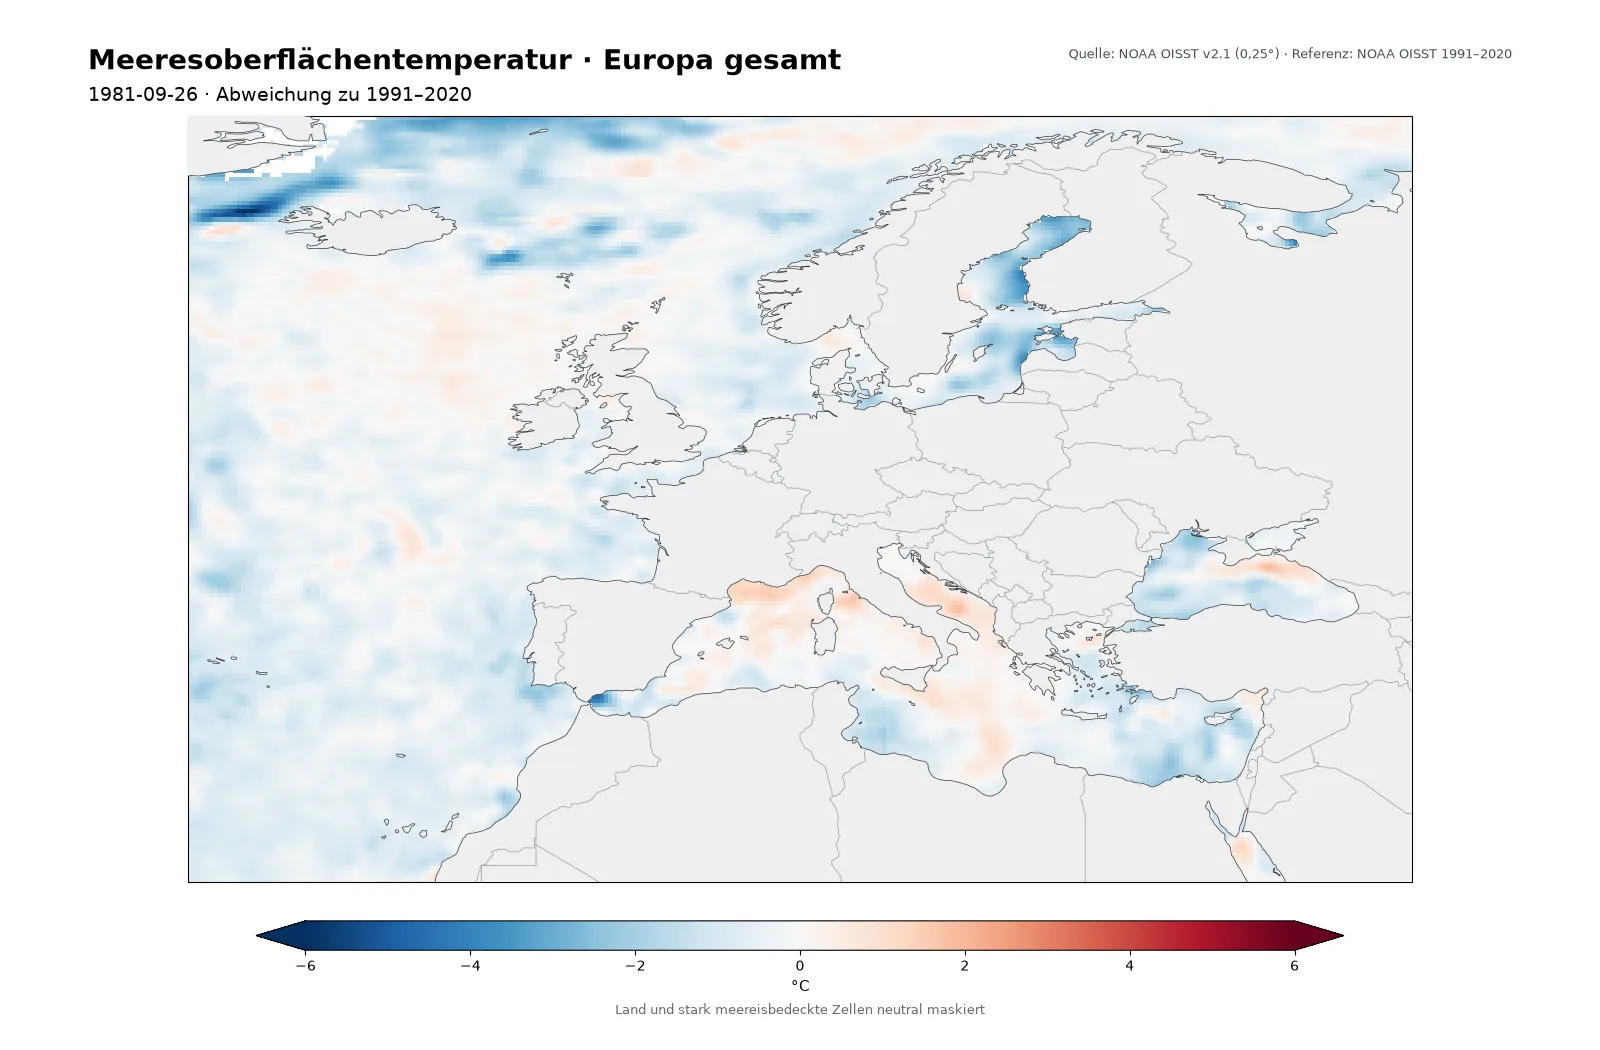 Meeresoberflächentemperatur · Europa gesamt
Quelle: NOAA OISST v2.1 (0,25°) · Referenz: NOAA OISST 1991–2020
1981-09-26 · Abweichung zu 1991–2020
−6 −4 −2 0 2 4 6
°C
Land und stark meereisbedeckte Zellen neutral maskiert